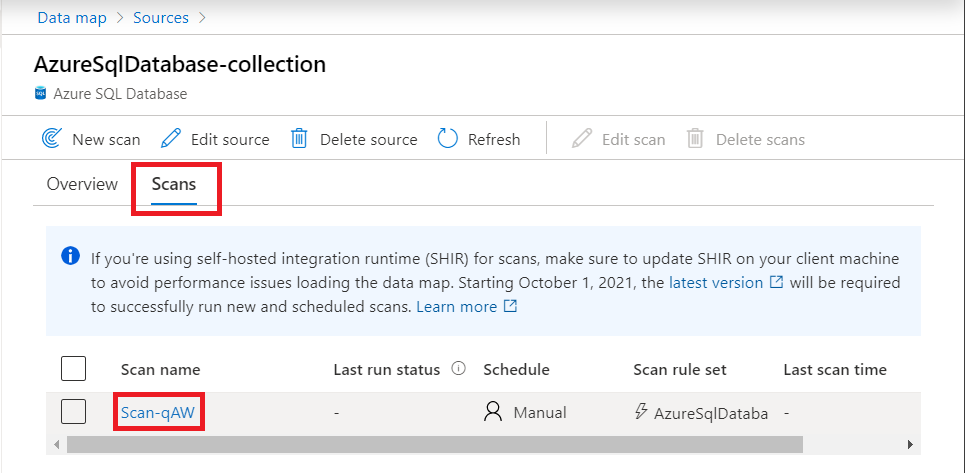 Data map > Sources >
AzureSqlDatabase-collection
SQL Azure SQL Database
New scan Edit source Delete source Refresh Edit scan Delete scans
Overview Scans
If you're using self-hosted integration runtime (SHIR) for scans, make sure to update SHIR on your client machine
to avoid performance issues loading the data map. Starting October 1, 2021, the latest version will be required
to successfully run new and scheduled scans. Learn more
Scan name Last run status Schedule Scan rule set Last scan time
Scan-qAW - Manual AzureSqlDataba -